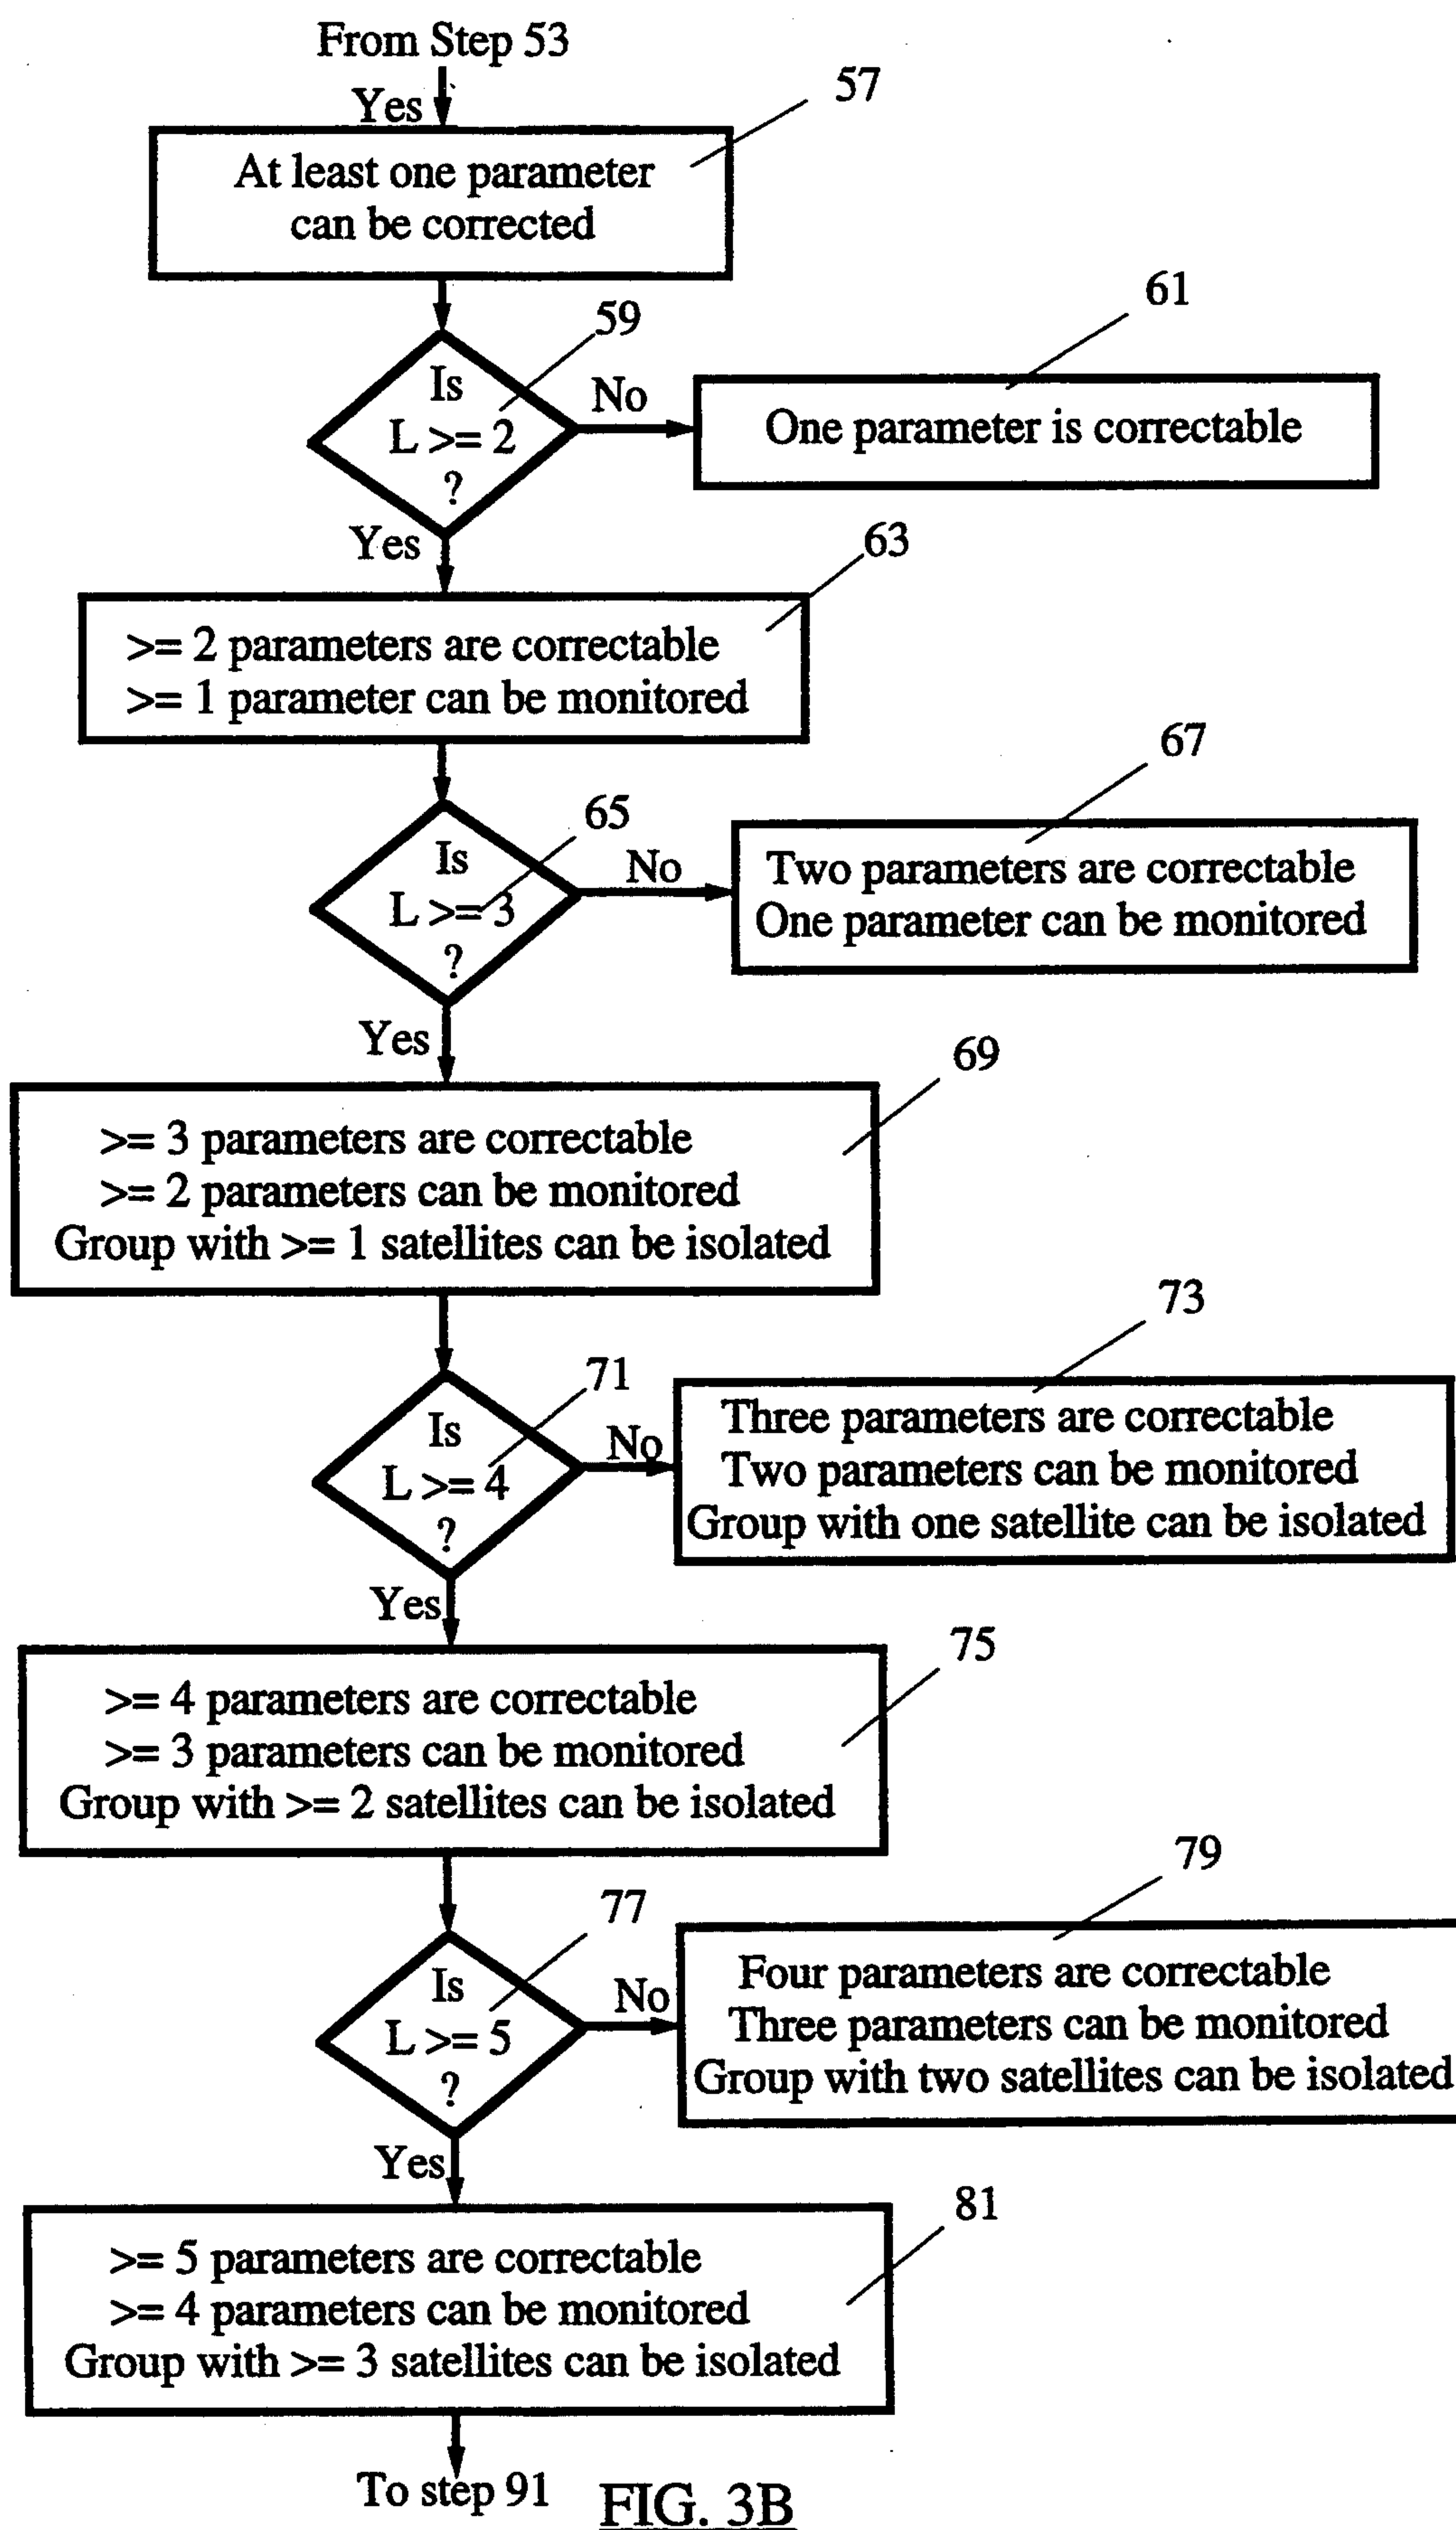 From Step 53
Yes
57
At least one parameter
can be corrected
59
61
Is
L >= 2
?
No
One parameter is correctable
Yes
63
>= 2 parameters are correctable
>= 1 parameter can be monitored
65
67
Is
L >= 3
?
No
Two parameters are correctable
One parameter can be monitored
Yes
69
>= 3 parameters are correctable
>= 2 parameters can be monitored
Group with >= 1 satellites can be isolated
71
73
Is
L >= 4
?
No
Three parameters are correctable
Two parameters can be monitored
Group with one satellite can be isolated
Yes
75
>= 4 parameters are correctable
>= 3 parameters can be monitored
Group with >= 2 satellites can be isolated
77
79
Is
L >= 5
?
No
Four parameters are correctable
Three parameters can be monitored
Group with two satellites can be isolated
Yes
81
>= 5 parameters are correctable
>= 4 parameters can be monitored
Group with >= 3 satellites can be isolated
To step 91
FIG. 3B